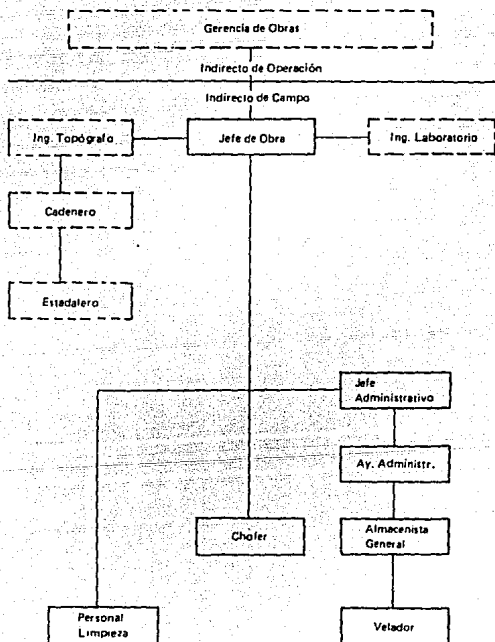 Gerencia de Obras
Indirecto de Operación
Indirecto de Campo
Ing. Topógrafo
Jefe de Obra
Ing. Laboratorio
Cadenero
Estadalero
Jefe
Administrativo
Ay. Administr.
Chofer
Almacenista
General
Personal
Limpieza
Velador